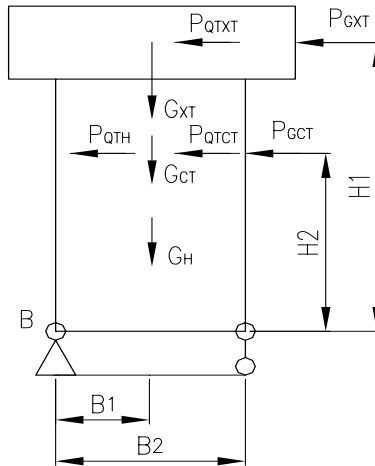 PQTXT PGXT
GXT
PQTH PQTCT PGCT
GCT
H1
H2
GH
B
B1
B2